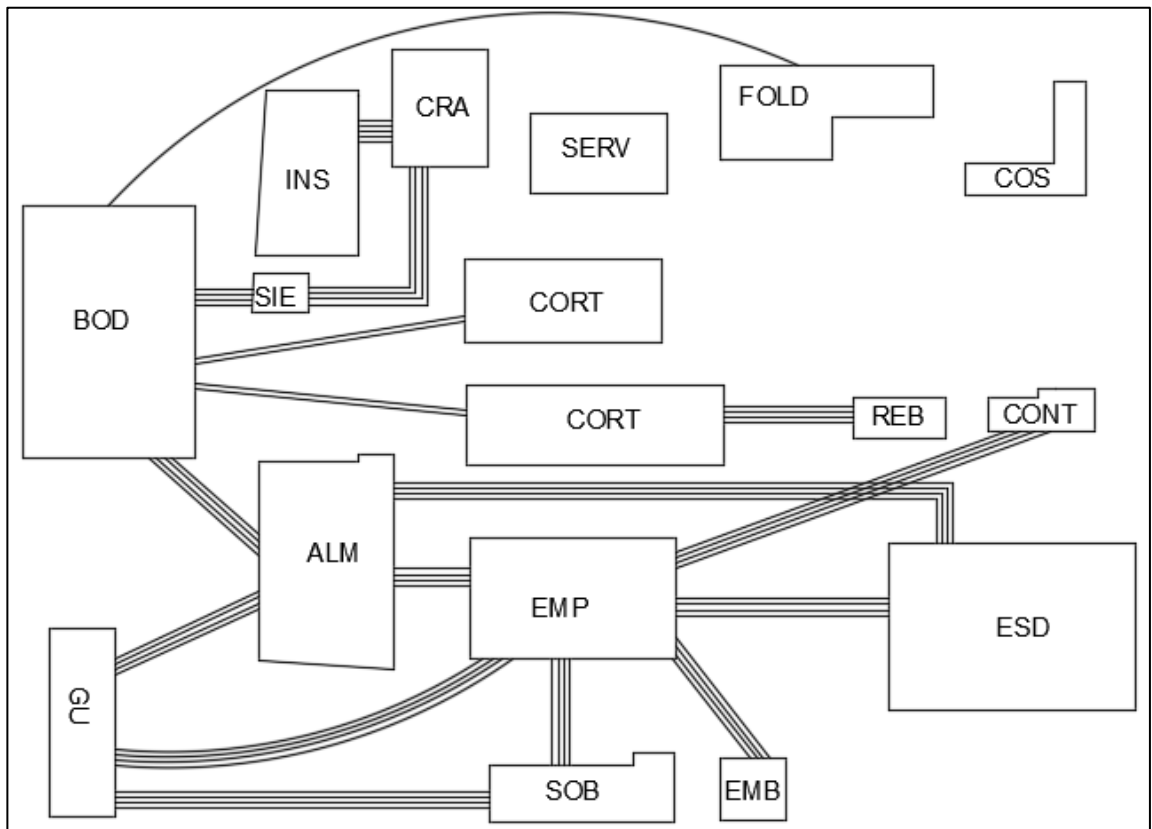 CRA
FOLD
SERV
INS
COS
SIE
CORT
BOD
CORT
REB
CONT
ALM
EMP
ESD
GU
SOB
EMB